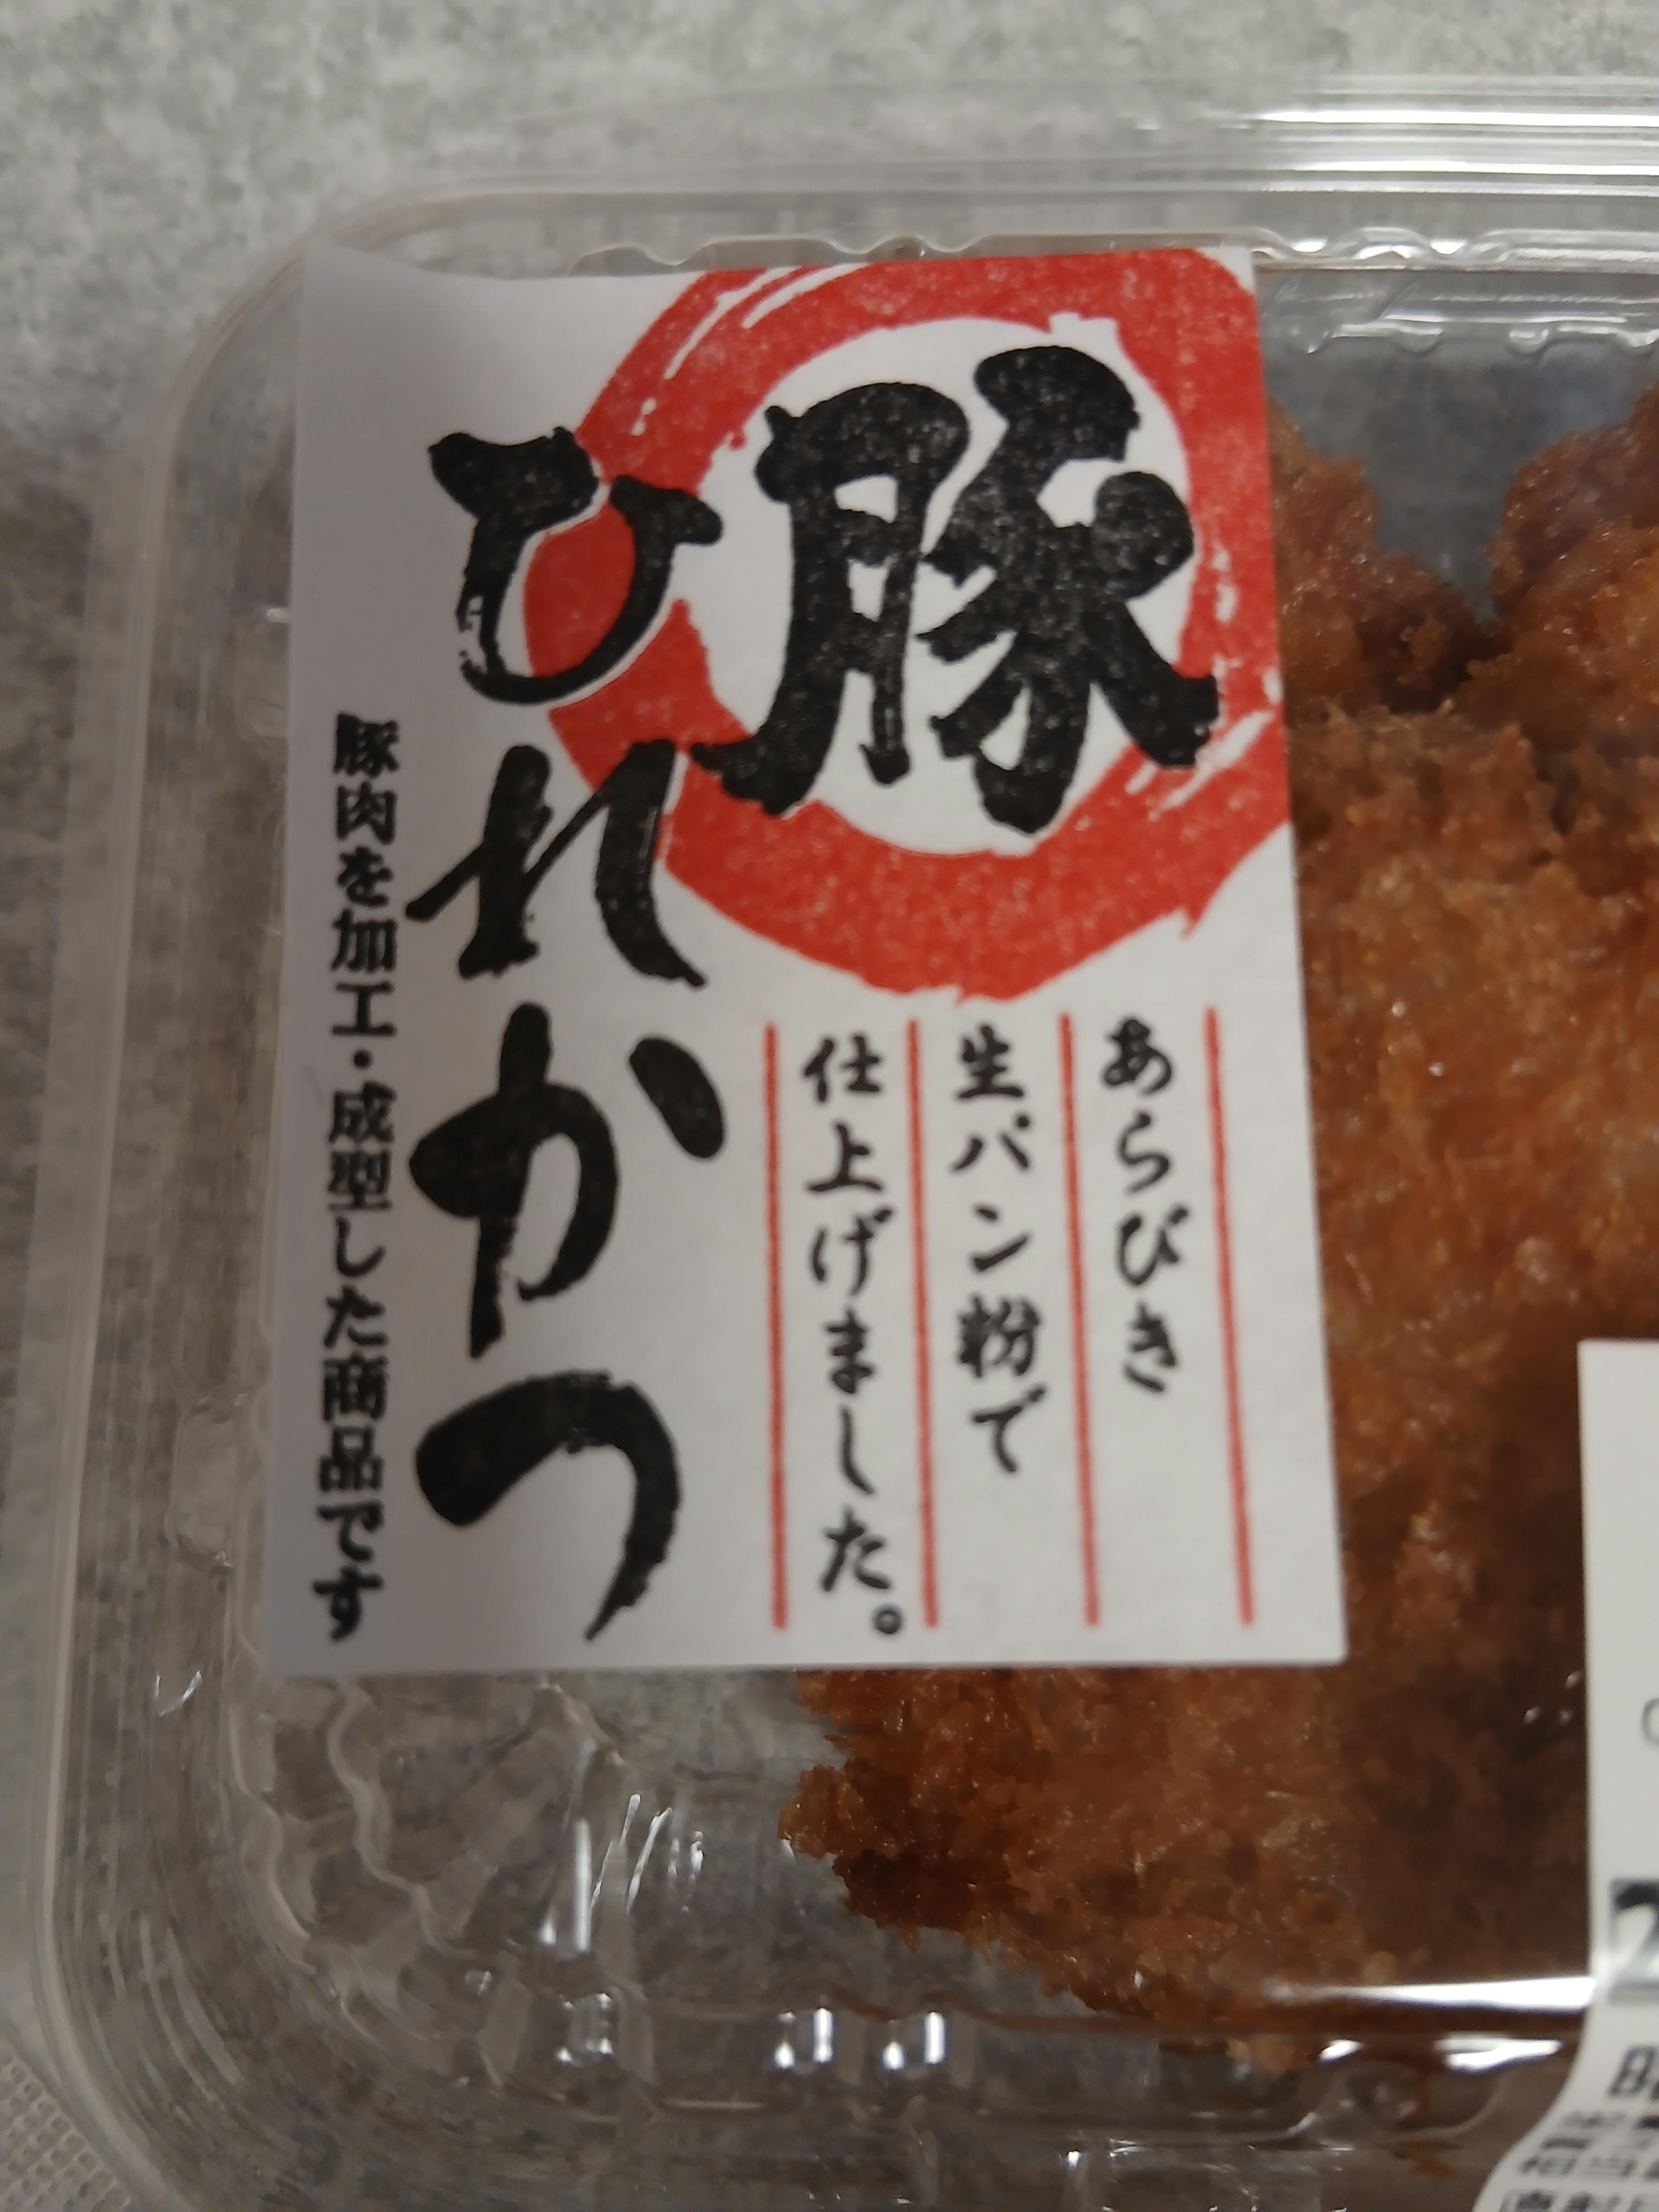 豚
ひれかつ
あらびき
生パン粉で
仕上げました。
豚肉を加工・成型した商品です
2